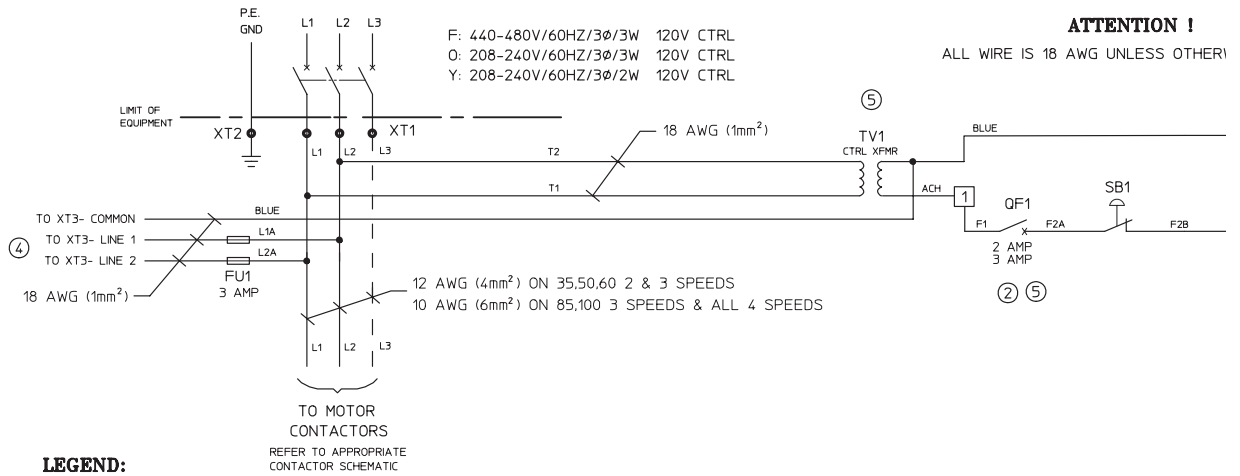 P.E.
GND
L1 L2 L3
F: 440-480V/60HZ/3Ø/3W 120V CTRL
O: 208-240V/60HZ/3Ø/3W 120V CTRL
Y: 208-240V/60HZ/3Ø/2W 120V CTRL
ATTENTION !
ALL WIRE IS 18 AWG UNLESS
LIMIT OF
EQUIPMENT
XT2
XT1
L1 L2 L3
18 AWG (1mm²)
5
TV1
CTRL XFMR
BLUE
T2
T1
ACH
1
QF1
SB1
F1
F2A
F2B
2 AMP
3 AMP
2 5
TO XT3- COMMON
BLUE
4
TO XT3- LINE 1
L1A
TO XT3- LINE 2
L2A
FU1
3 AMP
18 AWG (1mm²)
12 AWG (4mm²) ON 35,50,60 2 & 3 SPEEDS
10 AWG (6mm²) ON 85,100 3 SPEEDS & ALL 4 SPEEDS
L1 L2 L3
TO MOTOR
CONTACTORS
REFER TO APPROPRIATE
CONTACTOR SCHEMATIC
LEGEND: